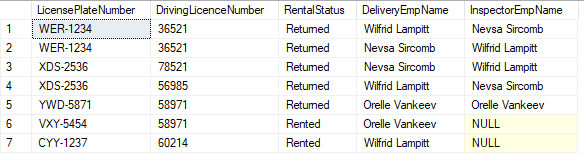 LicensePlateNumber DrivingLicenceNumber RentalStatus DeliveryEmpName InspectorEmpName
1 WER-1234 36521 Returned Wilfrid Lampitt Nevsa Sircomb
2 WER-1234 36521 Returned Nevsa Sircomb Wilfrid Lampitt
3 XDS-2536 78521 Returned Wilfrid Lampitt Nevsa Sircomb
4 XDS-2536 56985 Returned Wilfrid Lampitt Nevsa Sircomb
5 YWD-5871 58971 Returned Orelle Vankeev Orelle Vankeev
6 VXY-5454 58971 Rented Orelle Vankeev NULL
7 CYY-1237 60214 Rented Wilfrid Lampitt NULL